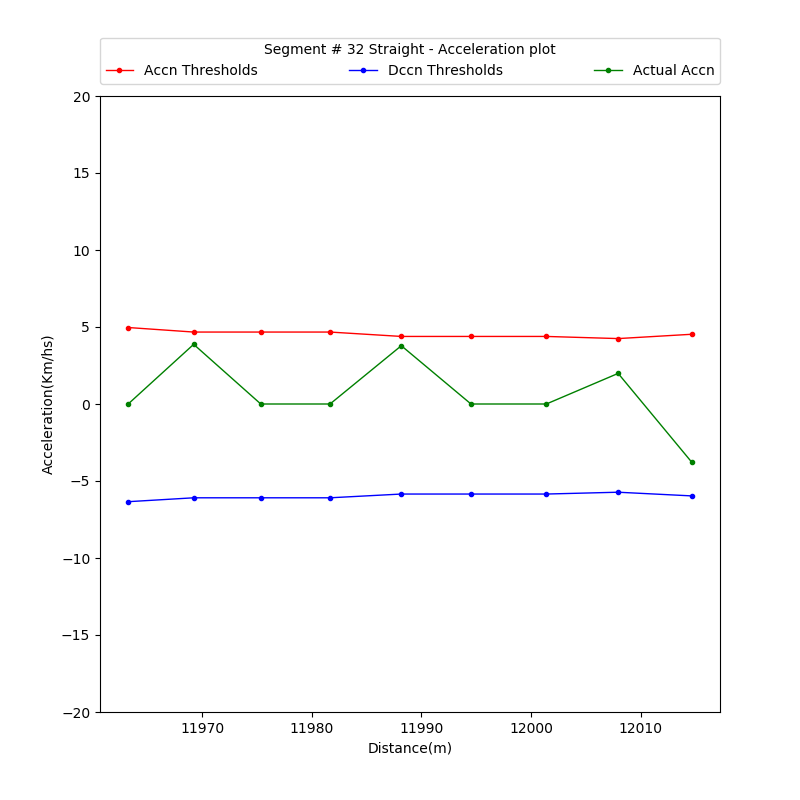 Segment # 32 Straight - Acceleration plot
Accn Thresholds Dccn Thresholds Actual Accn
20
15
10
5
0
−5
−10
−15
−20
Acceleration(Km/hs)
11970 11980 11990 12000 12010
Distance(m)